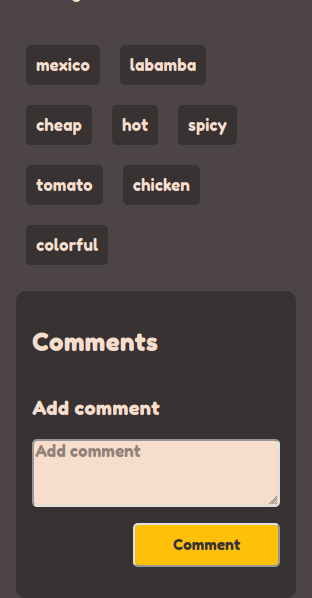 mexico labamba
cheap hot spicy
tomato chicken
colorful
Comments
Add comment
Add comment
Comment